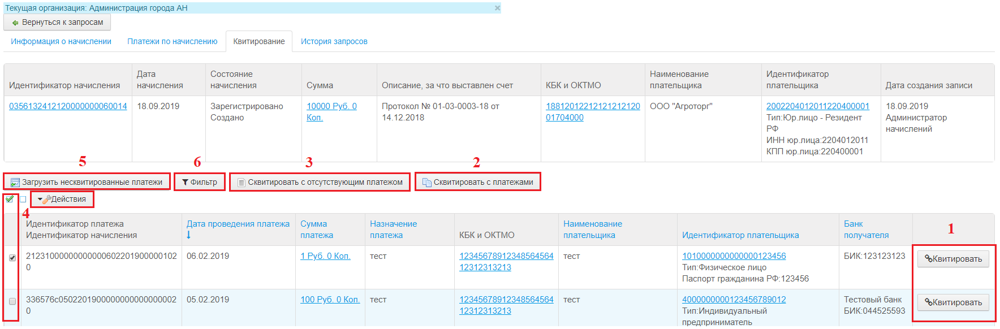 Текущая организация: Администрация города АН
Вернуться к запросам
Информация о начислении Платежи по начислению Квитирование История запросов
Идентификатор начисления
Дата
начисления
Состояние
начисления
Сумма
Описание, за что выставлен счет
КБК и ОКТМО
Наименование
плательщика
Идентификатор
плательщика
Дата создания записи
0356132412120000000060014
18.09.2019
Зарегистрировано
Создано
10000 Руб. 0
Коп.
Протокол № 01-03-0003-18 от
14.12.2018
18812012212121212120
01704000
ООО "Агроторг"
2002204012011220400001
Тип:Юр.лицо - Резидент
РФ
ИНН юр.лица:2204012011
КПП юр.лица:220400001
18.09.2019
Администратор
начислений
5 6 3 2
Загрузить несквитированные платежи Фильтр Сквитировать с отсутствующим платежом Сквитировать с платежами
Действия
4
Идентификатор платежа
Идентификатор начисления
Дата проведения платежа
Сумма
платежа
Назначение
платежа
КБК и ОКТМО
Наименование
плательщика
Идентификатор плательщика
Банк
получателя
1
21231000000000000602201900000102
0
06.02.2019
1 Руб. 0 Коп.
тест
12345678912348564564
12312313213
тест
1010000000000000123456
Тип:Физическое лицо
Паспорт гражданина РФ:123456
БИК:123123123
Квитировать
336576c0502201900000000000000002
0
05.02.2019
100 Руб. 0 Коп.
тест
12345678912348564564
12312313213
тест
4000000000123456789012
Тип:Индивидуальный
предприниматель
Тестовый банк
БИК:044525593
Квитировать